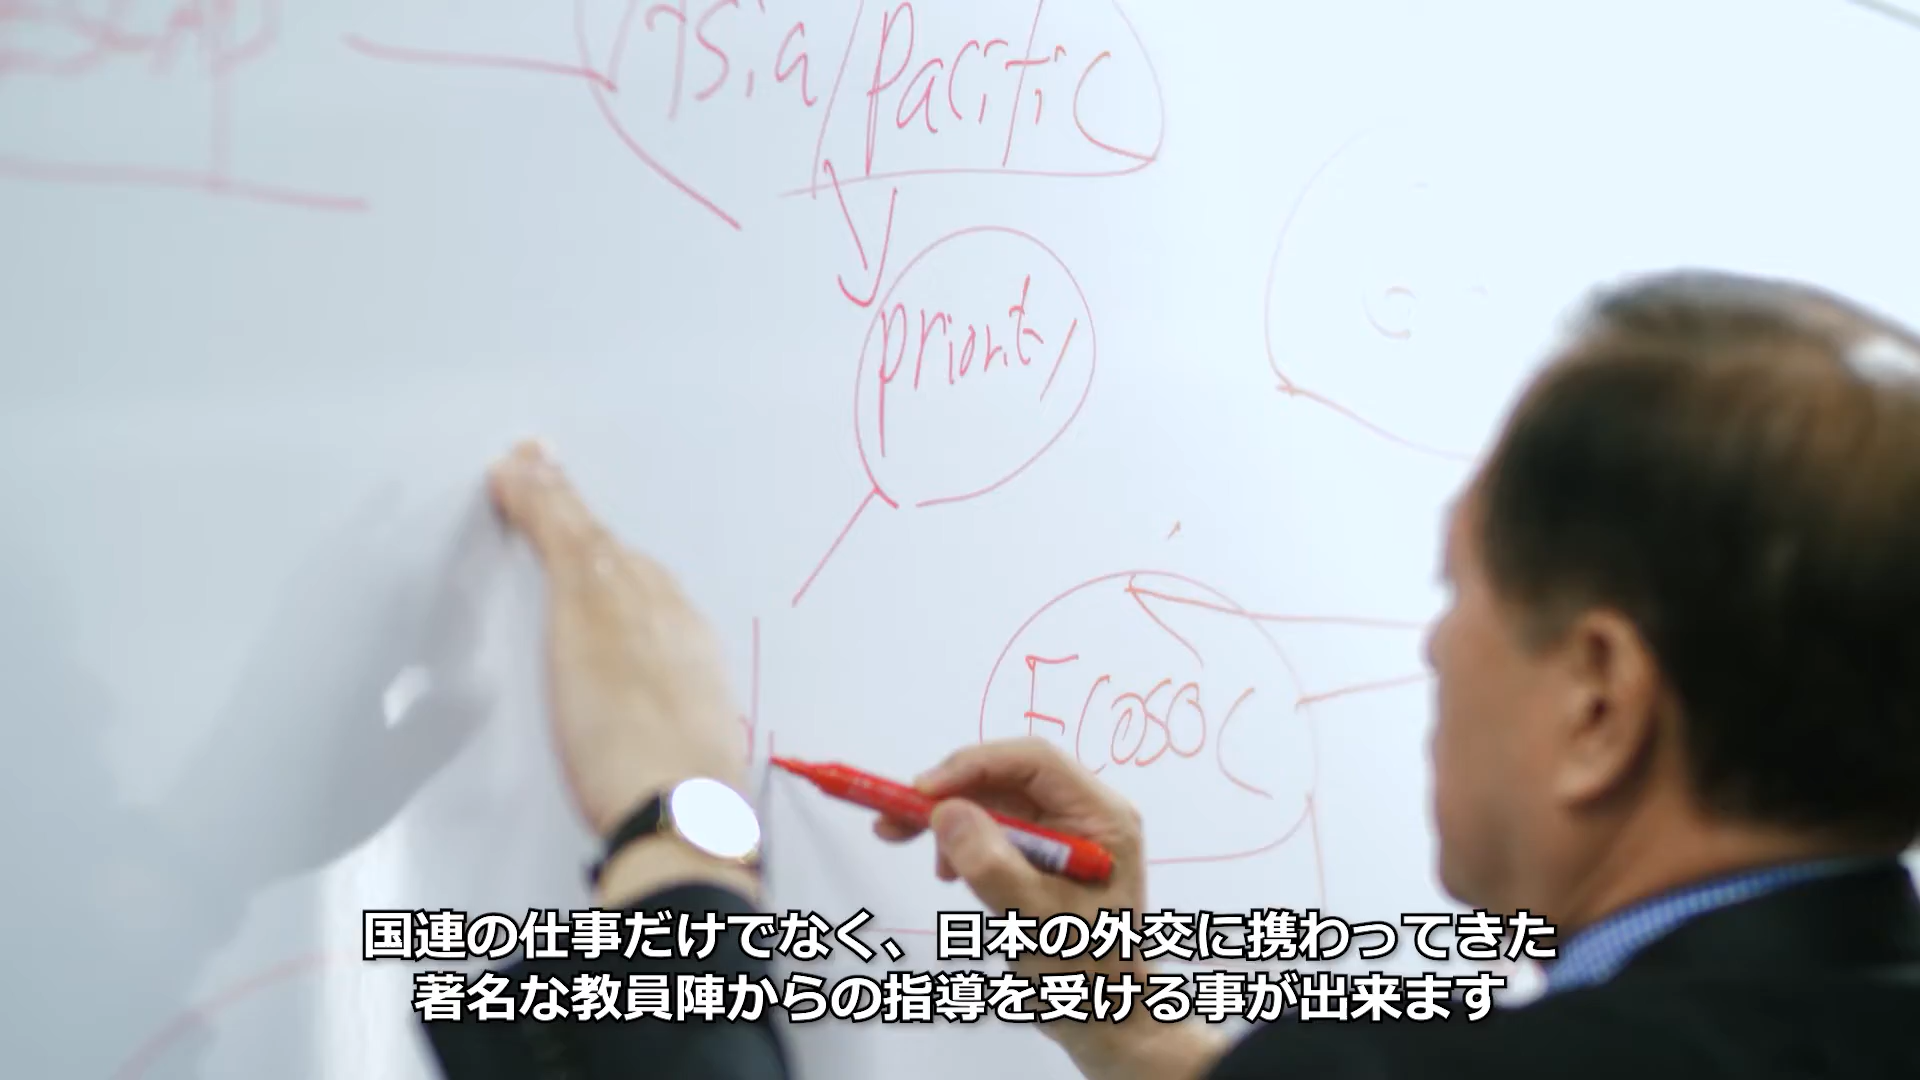 ESCAP
Asia/Pacific
priority
Ecosoc
国連の仕事だけでなく、日本の外交に携わってきた
著名な教員陣からの指導を受ける事が出来ます